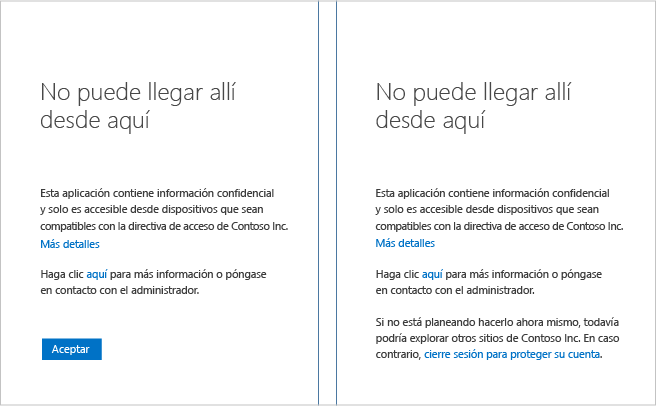 No puede llegar allí
desde aquí
Esta aplicación contiene información confidencial
y solo es accesible desde dispositivos que sean
compatibles con la directiva de acceso de Contoso Inc.
Más detalles
Haga clic aquí para más información o póngase
en contacto con el administrador.
Aceptar
No puede llegar allí
desde aquí
Esta aplicación contiene información confidencial
y solo es accesible desde dispositivos que sean
compatibles con la directiva de acceso de Contoso Inc.
Más detalles
Haga clic aquí para más información o póngase
en contacto con el administrador.
Si no está planeando hacerlo ahora mismo, todavía
podría explorar otros sitios de Contoso Inc. En caso
contrario, cierre sesión para proteger su cuenta.